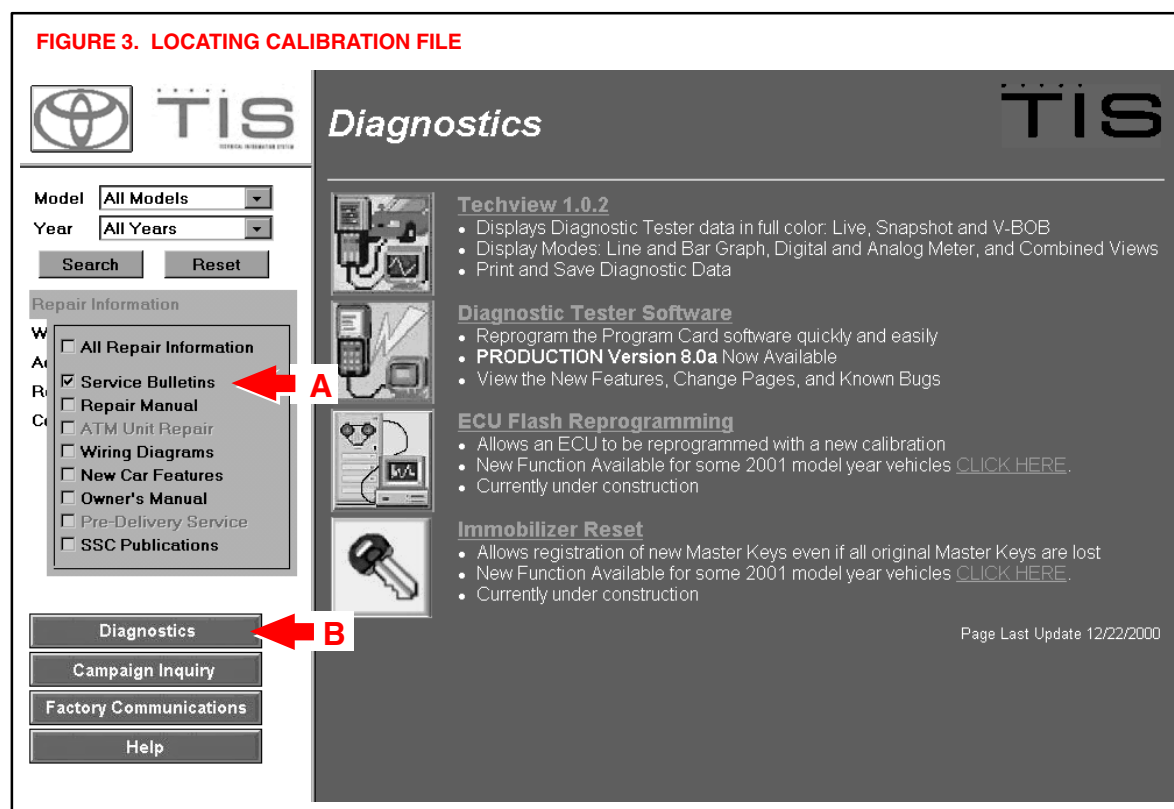 FIGURE 3. LOCATING CALIBRATION FILE
TIS
TECHNICAL INFORMATION SYSTEM
Diagnostics
TIS
Model All Models
Year All Years
Search Reset
Repair Information
W
All Repair Information
Service Bulletins
A
R
Repair Manual
ATM Unit Repair
Wiring Diagrams
New Car Features
Owner's Manual
Pre-Delivery Service
SSC Publications
Diagnostics
B
Campaign Inquiry
Factory Communications
Help
Techview 1.0.2
• Displays Diagnostic Tester data in full color: Live, Snapshot and V-BOB
• Display Modes: Line and Bar Graph, Digital and Analog Meter, and Combined Views
• Print and Save Diagnostic Data
Diagnostic Tester Software
• Reprogram the Program Card software quickly and easily
• PRODUCTION Version 8.0a Now Available
• View the New Features, Change Pages, and Known Bugs
ECU Flash Reprogramming
• Allows an ECU to be reprogrammed with a new calibration
• New Function Available for some 2001 model year vehicles CLICK HERE.
• Currently under construction
Immobilizer Reset
• Allows registration of new Master Keys even if all original Master Keys are lost
• New Function Available for some 2001 model year vehicles CLICK HERE.
• Currently under construction
Page Last Update 12/22/2000